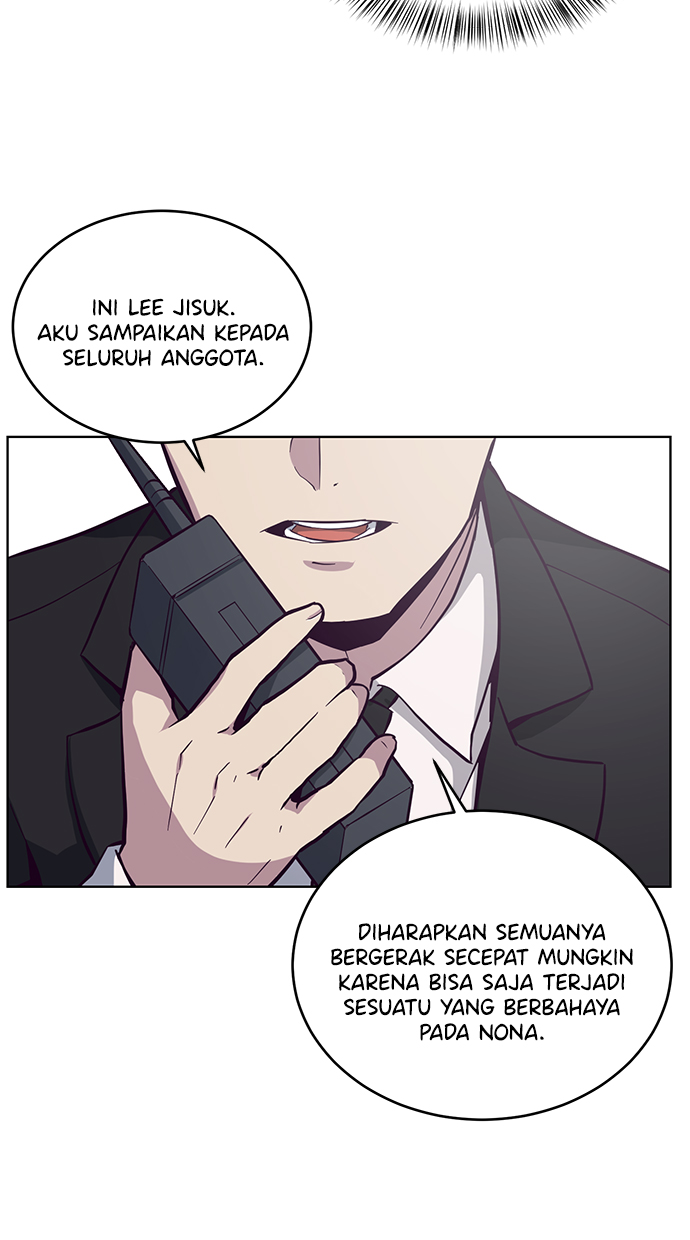 INI LEE JISUK.
AKU SAMPAIKAN KEPADA
SELURUH ANGGOTA.
DIHARAPKAN SEMUANYA
BERGERAK SECEPAT MUNGKIN
KARENA BISA SAJA TERJADI
SESUATU YANG BERBAHAYA
PADA NONA.